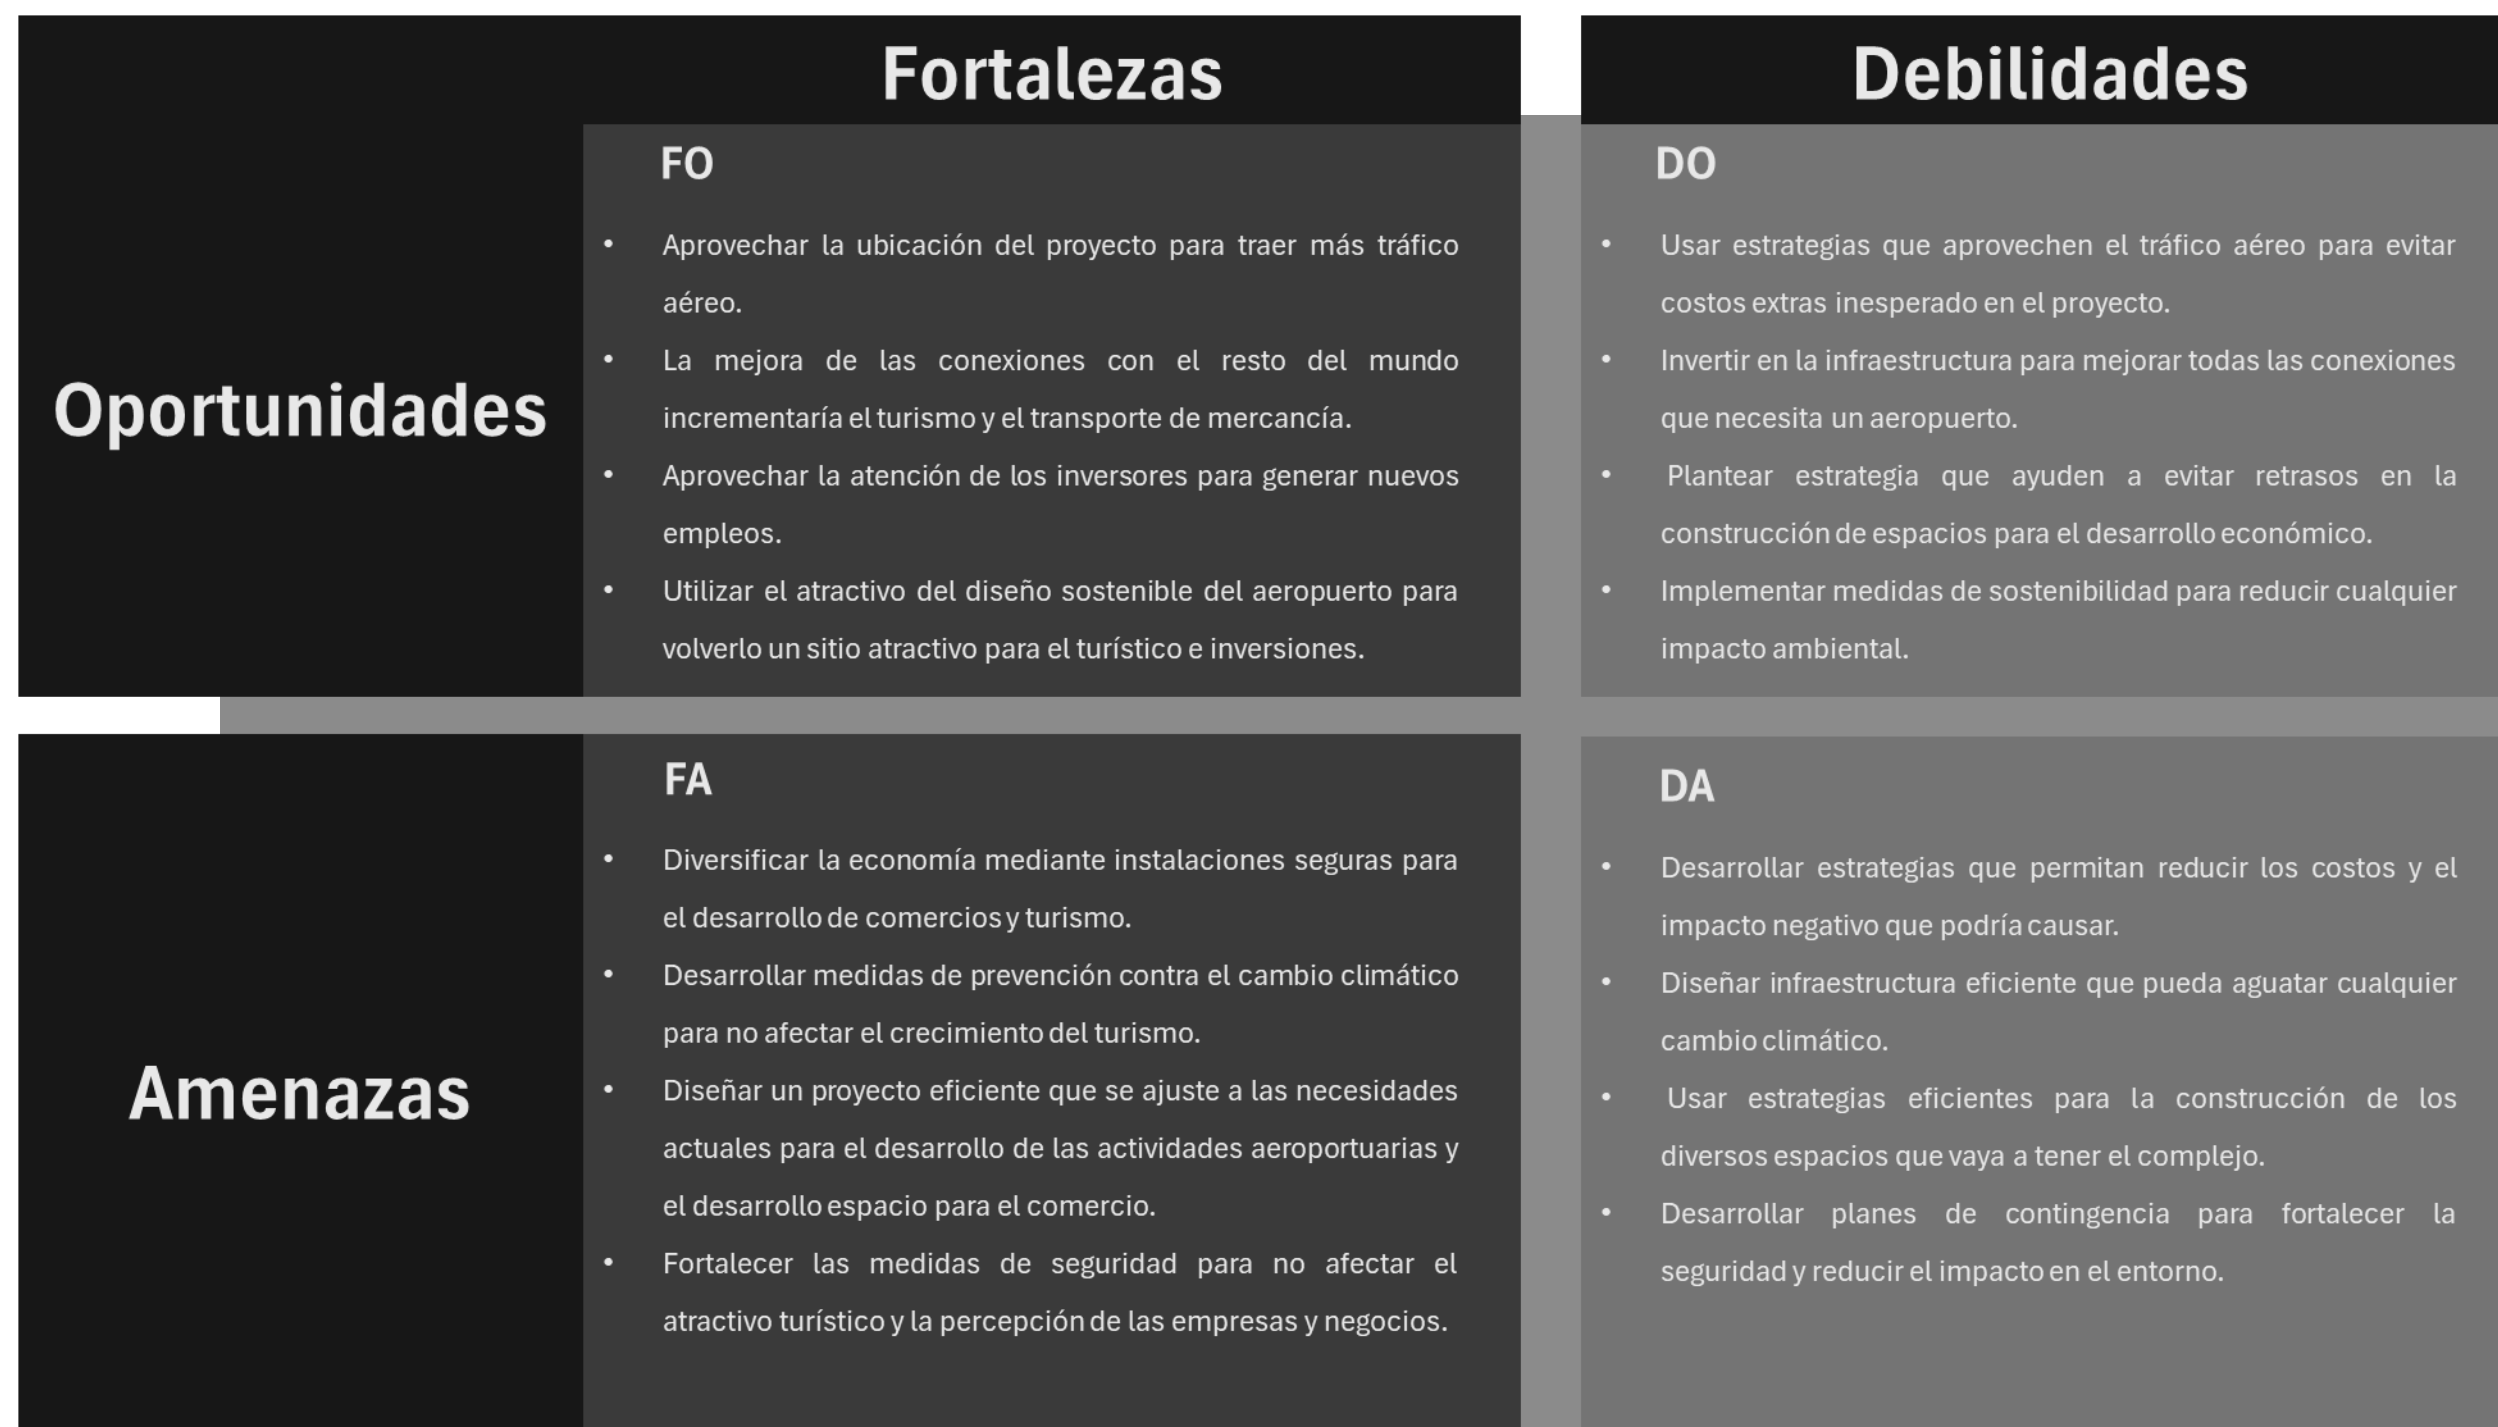 Fortalezas
Debilidades
Oportunidades
FO
• Aprovechar la ubicación del proyecto para traer más tráfico
aéreo.
• La mejora de las conexiones con el resto del mundo
incrementaría el turismo y el transporte de mercancía.
• Aprovechar la atención de los inversores para generar nuevos
empleos.
• Utilizar el atractivo del diseño sostenible del aeropuerto para
volverlo un sitio atractivo para el turístico e inversiones.
DO
• Usar estrategias que aprovechen el tráfico aéreo para evitar
costos extras inesperado en el proyecto.
• Invertir en la infraestructura para mejorar todas las conexiones
que necesita un aeropuerto.
• Plantear estrategia que ayuden a evitar retrasos en la
construcción de espacios para el desarrollo económico.
• Implementar medidas de sostenibilidad para reducir cualquier
impacto ambiental.
Amenazas
FA
• Diversificar la economía mediante instalaciones seguras para
el desarrollo de comercios y turismo.
• Desarrollar medidas de prevención contra el cambio climático
para no afectar el crecimiento del turismo.
• Diseñar un proyecto eficiente que se ajuste a las necesidades
actuales para el desarrollo de las actividades aeroportuarias y
el desarrollo espacio para el comercio.
• Fortalecer las medidas de seguridad para no afectar el
atractivo turístico y la percepción de las empresas y negocios.
DA
• Desarrollar estrategias que permitan reducir los costos y el
impacto negativo que podría causar.
• Diseñar infraestructura eficiente que pueda aguatar cualquier
cambio climático.
• Usar estrategias eficientes para la construcción de los
diversos espacios que vaya a tener el complejo.
• Desarrollar planes de contingencia para fortalecer la
seguridad y reducir el impacto en el entorno.